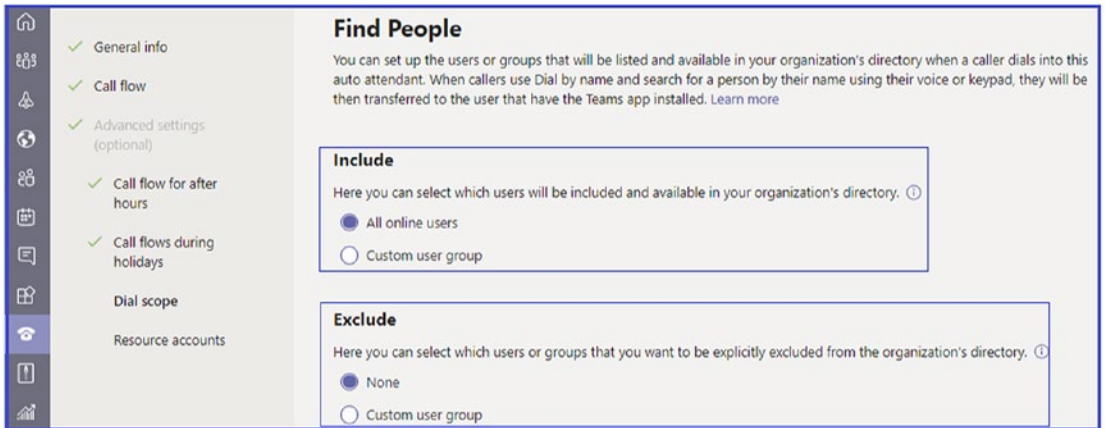 General info
Call flow
Advanced settings
(optional)
Call flow for after
hours
Call flows during
holidays
Dial scope
Resource accounts
Find People
You can set up the users or groups that will be listed and available in your organization's directory when a caller dials into this
auto attendant. When callers use Dial by name and search for a person by their name using their voice or keypad, they will be
then transferred to the user that have the Teams app installed. Learn more
Include
Here you can select which users will be included and available in your organization's directory.
All online users
Custom user group
Exclude
Here you can select which users or groups that you want to be explicitly excluded from the organization's directory.
None
Custom user group